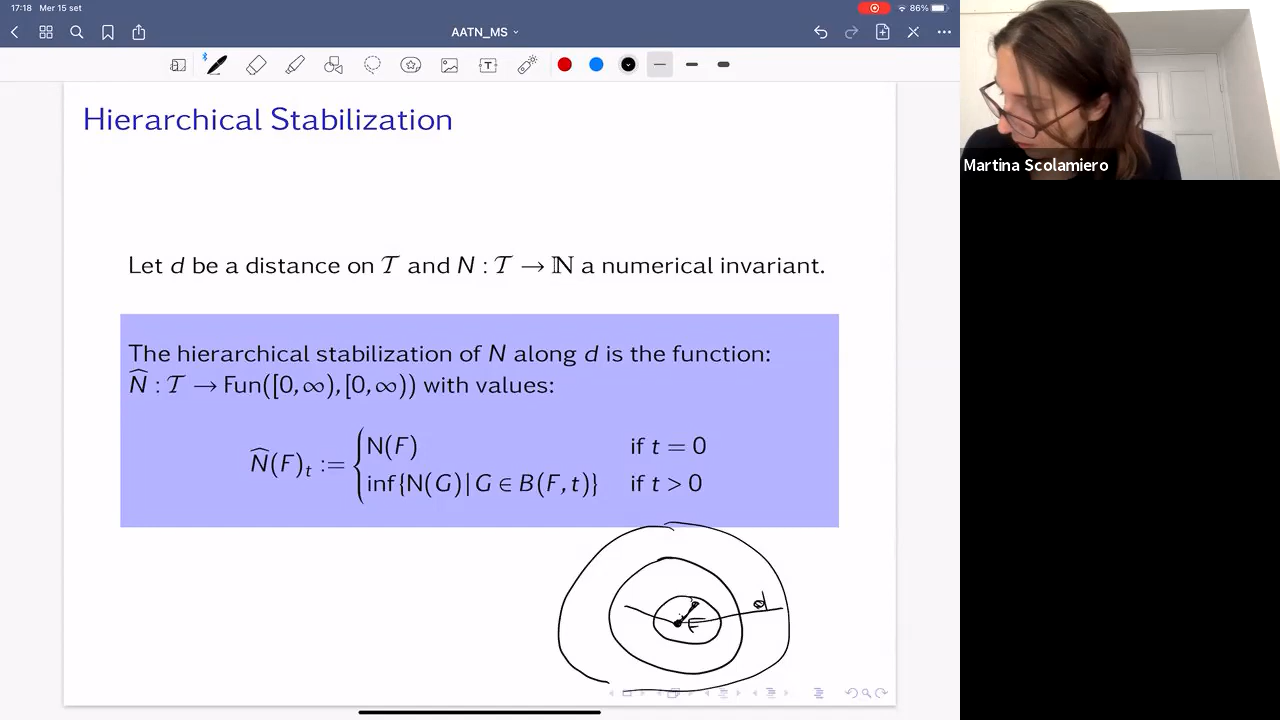 17:18 Mer 15 set
86%
AATN_MS
T
Martina Scolamiero
Hierarchical Stabilization
Let d be a distance on 𝒯 and N : 𝒯 → ℕ a numerical invariant.
The hierarchical stabilization of N along d is the function:
N̂ : 𝒯 → Fun([0, ∞), [0, ∞)) with values:
N̂(F)ₜ := { N(F) if t = 0
inf{N(G) | G ∈ B(F, t)} if t > 0
d
F